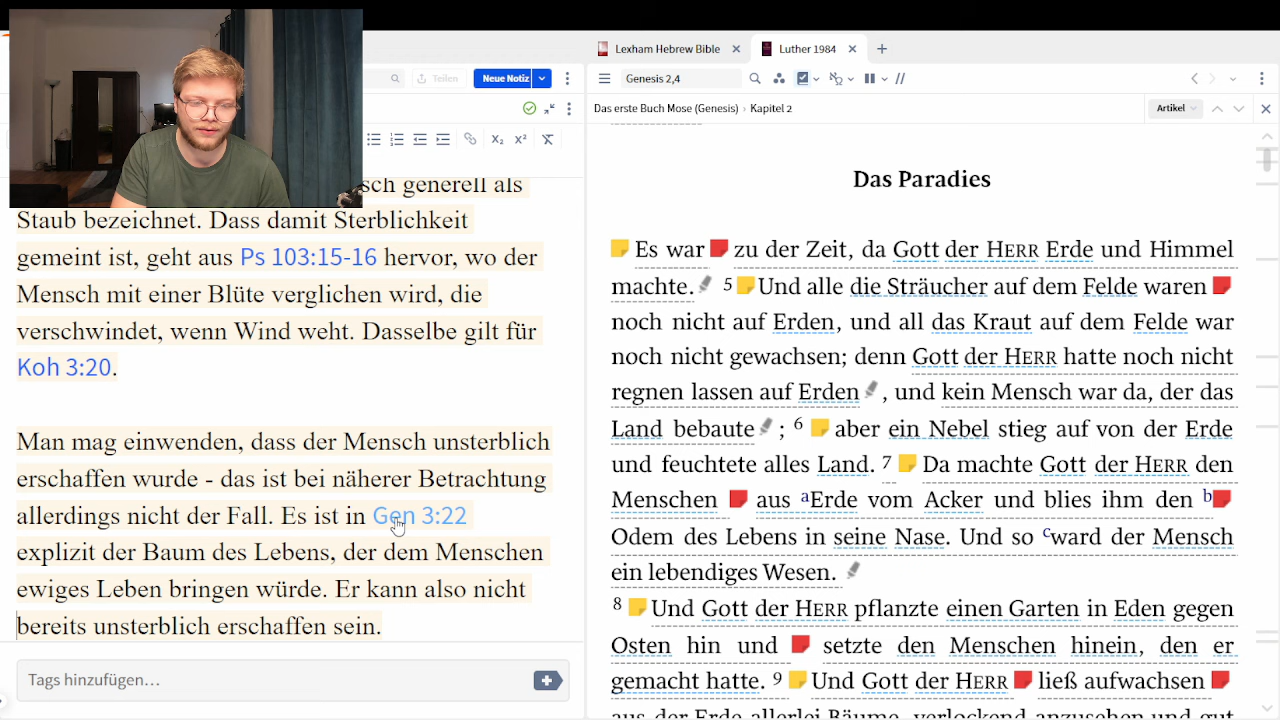 Lexham Hebrew Bible
Luther 1984
Teilen
Neue Notiz
Genesis 2,4
Das erste Buch Mose (Genesis) › Kapitel 2
Artikel
sch generell als
Staub bezeichnet. Dass damit Sterblichkeit
gemeint ist, geht aus Ps 103:15-16 hervor, wo der
Mensch mit einer Blüte verglichen wird, die
verschwindet, wenn Wind weht. Dasselbe gilt für
Koh 3:20.
Man mag einwenden, dass der Mensch unsterblich
erschaffen wurde - das ist bei näherer Betrachtung
allerdings nicht der Fall. Es ist in Gen 3:22
explizit der Baum des Lebens, der dem Menschen
ewiges Leben bringen würde. Er kann also nicht
bereits unsterblich erschaffen sein.
Tags hinzufügen…
Das Paradies
Es war zu der Zeit, da Gott der HERR Erde und Himmel
machte. 5 Und alle die Sträucher auf dem Felde waren
noch nicht auf Erden, und all das Kraut auf dem Felde war
noch nicht gewachsen; denn Gott der HERR hatte noch nicht
regnen lassen auf Erden, und kein Mensch war da, der das
Land bebaute; 6 aber ein Nebel stieg auf von der Erde
und feuchtete alles Land. 7 Da machte Gott der HERR den
Menschen aus aErde vom Acker und blies ihm den b
Odem des Lebens in seine Nase. Und so cward der Mensch
ein lebendiges Wesen.
8 Und Gott der HERR pflanzte einen Garten in Eden gegen
Osten hin und setzte den Menschen hinein, den er
gemacht hatte. 9 Und Gott der HERR ließ aufwachsen
aus der Erde allerlei Bäume, verlockend anzusehen und gut